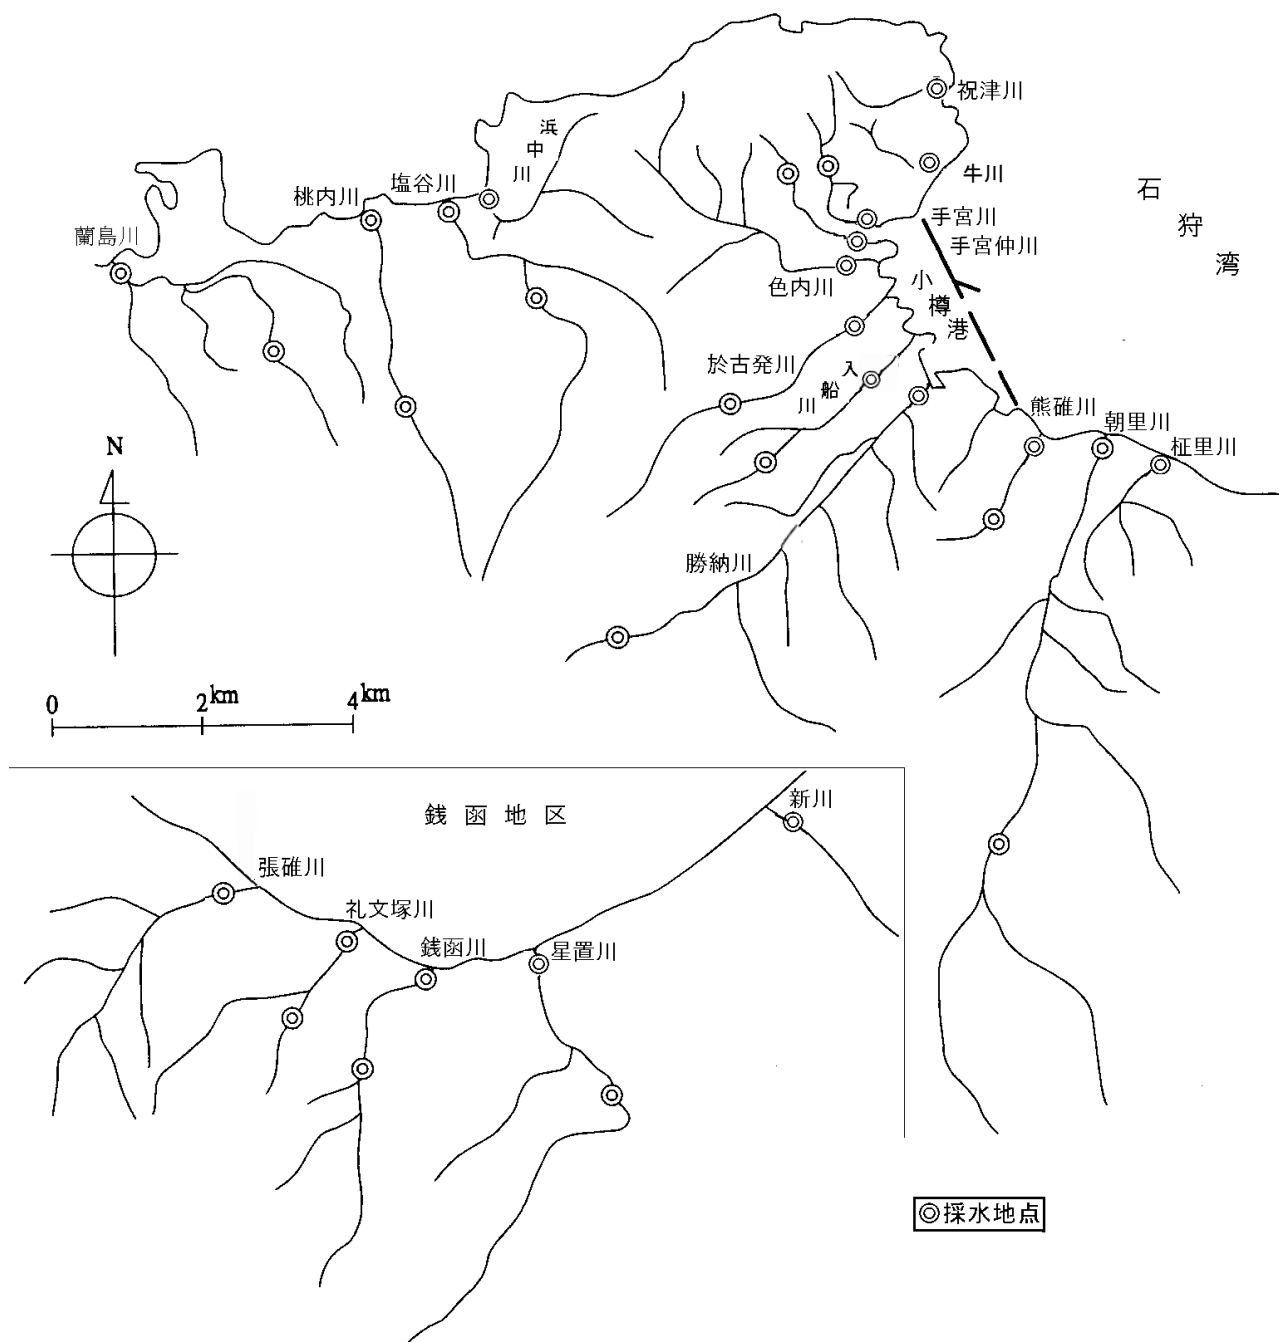 祝津川
浜中川
牛川
石狩湾
塩谷川
桃内川
手宮川
蘭島川
手宮仲川
色内川
小樽港
於古発川
入船川
熊碓川
朝里川
柾里川
N
勝納川
0 2km 4km
銭函地区
新川
張碓川
礼文塚川
銭函川
星置川
◎採水地点